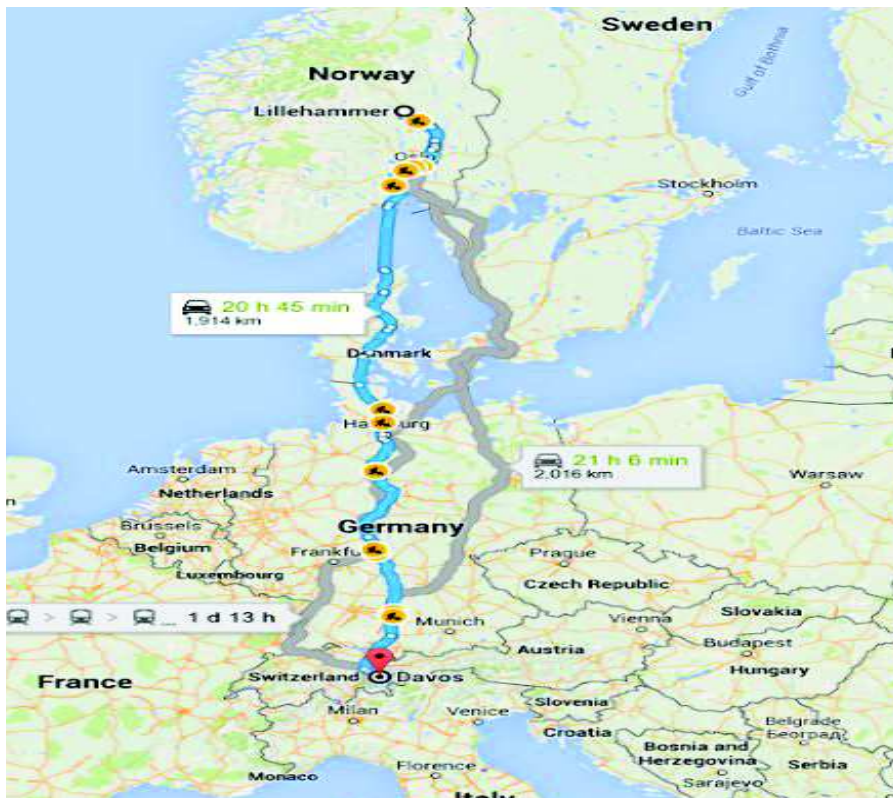 Sweden
Gulf of Bothnia
Norway
Lillehammer
Stockholm
Baltic Sea
20 h 45 min
1,914 km
Denmark
Hamburg
21 h 6 min
2,016 km
Amsterdam
Netherlands
Warsaw
Brussels
Belgium
Germany
Prague
Luxembourg
Czech Republic
1 d 13 h
Munich
Vienna
Slovakia
Austria
Budapest
Hungary
France
Switzerland
Davos
Slovenia
Milan
Venice
Croatia
Belgrade
Београд
Bosnia and
Herzegovina
Serbia
Monaco
Florence
Sarajevo
Italy